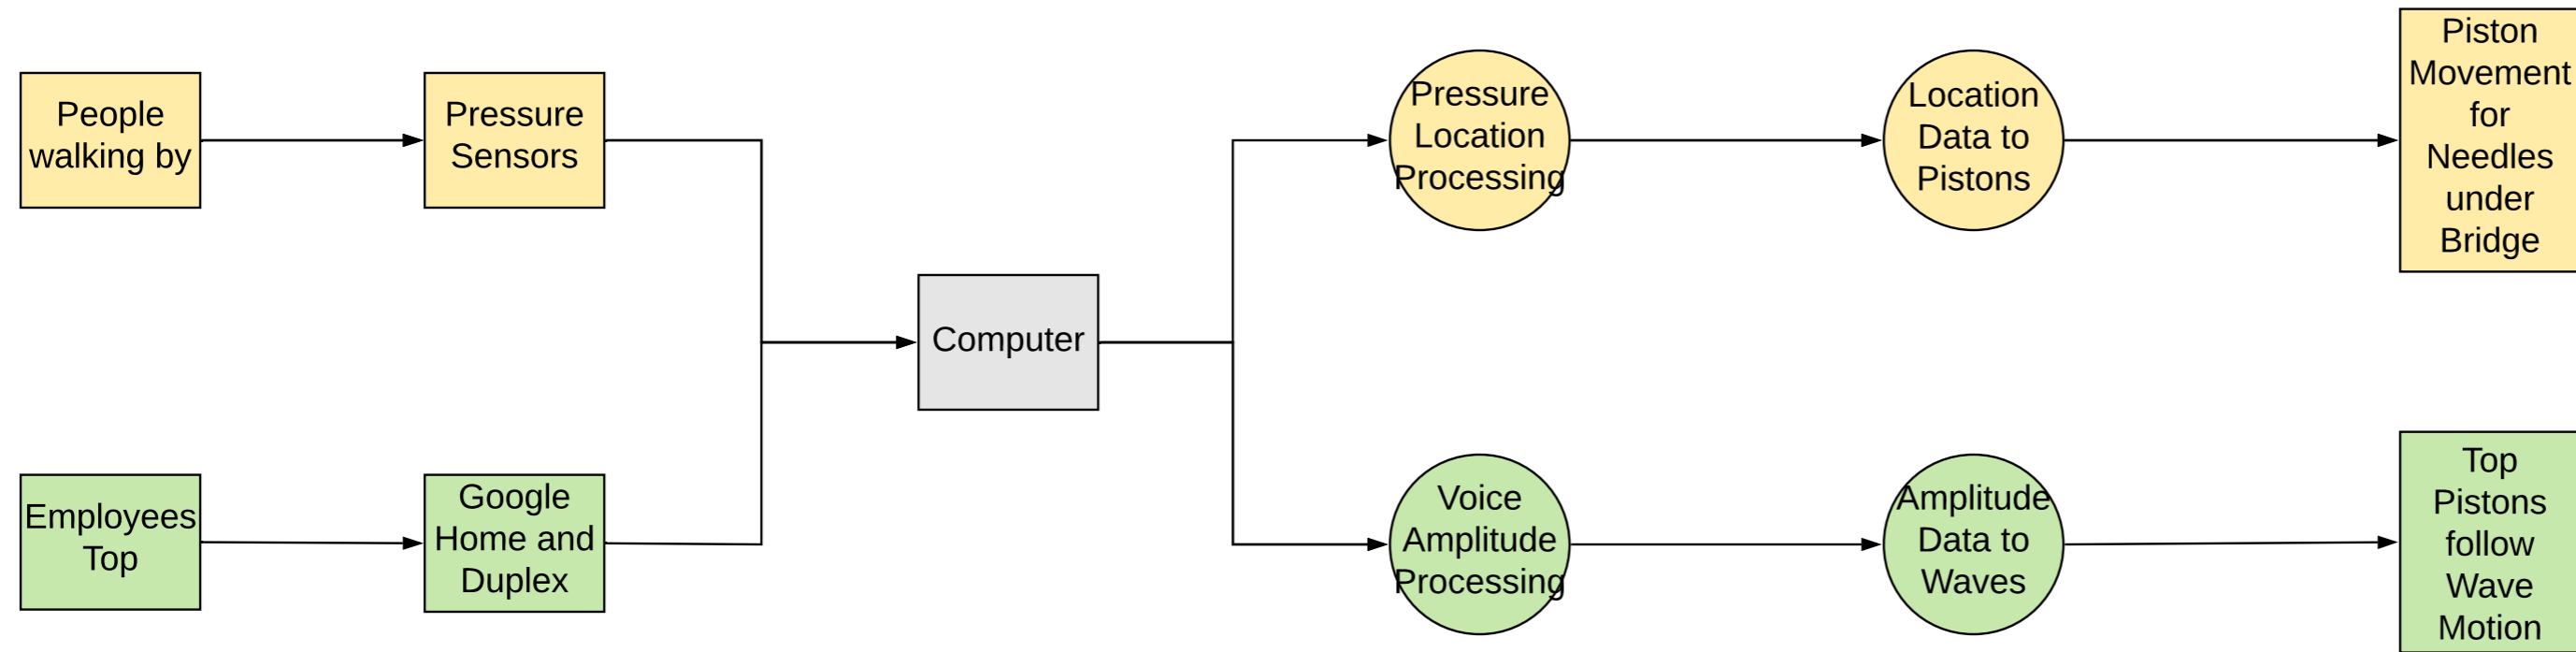 People
walking by
Pressure
Sensors
Employees
Top
Google
Home and
Duplex
Computer
Pressure
Location
Processing
Location
Data to
Pistons
Piston
Movement
for
Needles
under
Bridge
Voice
Amplitude
Processing
Amplitude
Data to
Waves
Top
Pistons
follow
Wave
Motion